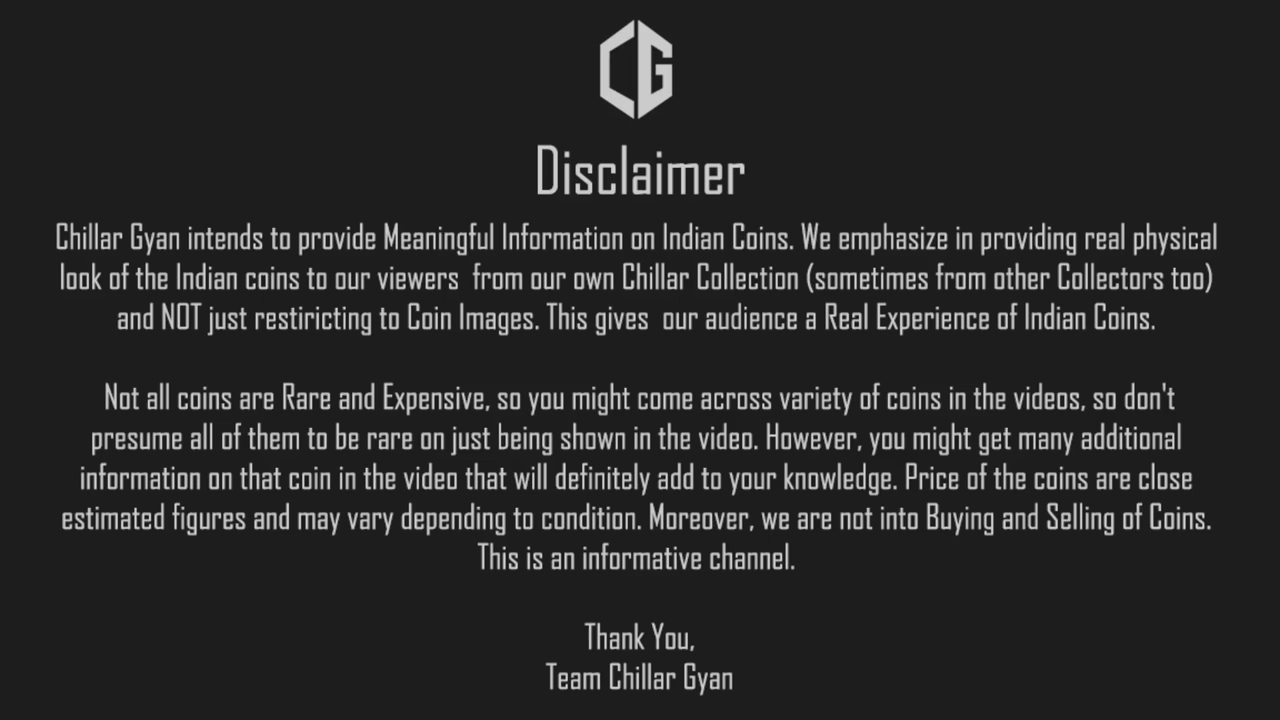 CG
Disclaimer
Chillar Gyan intends to provide Meaningful Information on Indian Coins. We emphasize in providing real physical
look of the Indian coins to our viewers  from our own Chillar Collection (sometimes from other Collectors too)
and NOT just restiricting to Coin Images. This gives  our audience a Real Experience of Indian Coins.
Not all coins are Rare and Expensive, so you might come across variety of coins in the videos, so don't
presume all of them to be rare on just being shown in the video. However, you might get many additional
information on that coin in the video that will definitely add to your knowledge. Price of the coins are close
estimated figures and may vary depending to condition. Moreover, we are not into Buying and Selling of Coins.
This is an informative channel.
Thank You,
Team Chillar Gyan